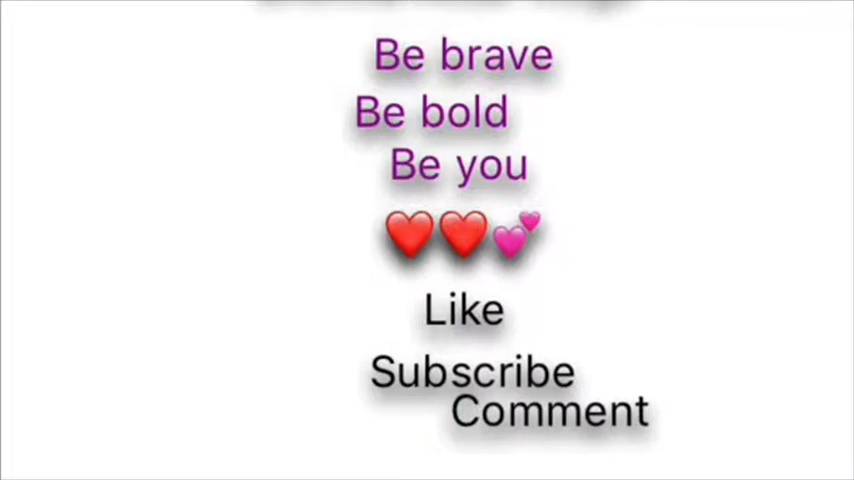 Be brave
Be bold
Be you
❤️❤️💕
Like
Subscribe
Comment